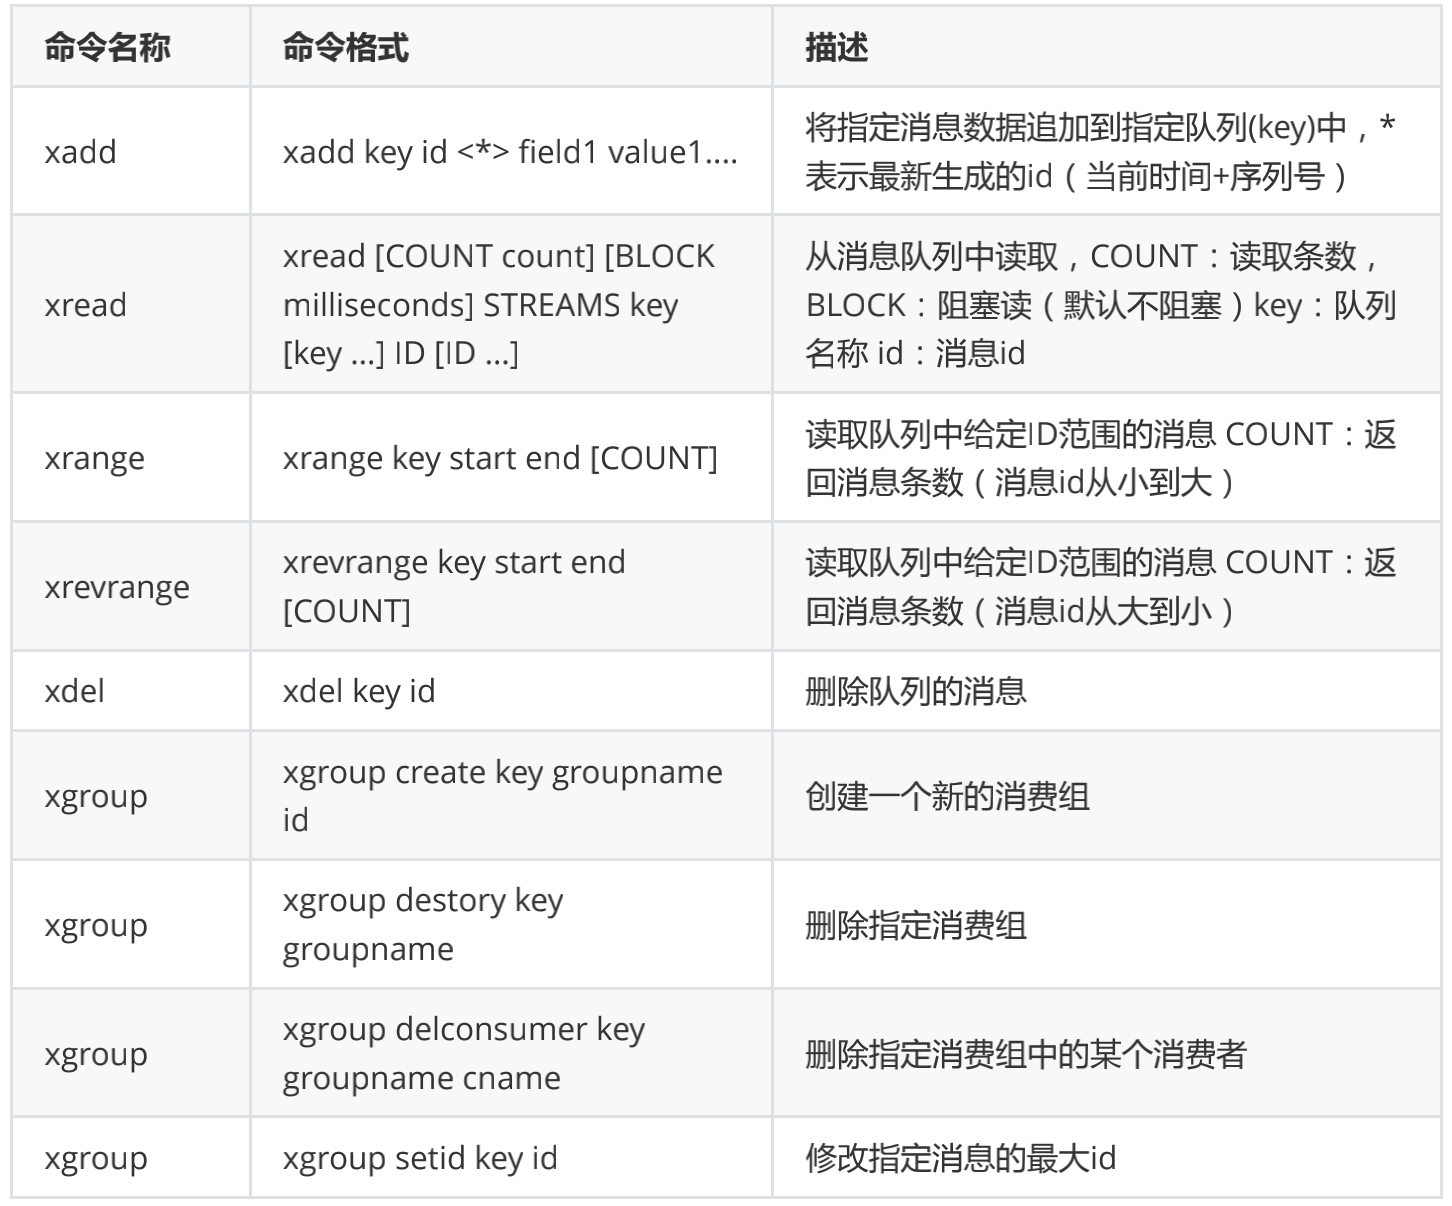 命令名称 命令格式 描述
xadd
xadd key id <*> field1 value1....
将指定消息数据追加到指定队列(key)中，*
表示最新生成的id（当前时间+序列号）
xread
xread [COUNT count] [BLOCK
milliseconds] STREAMS key
[key ...] ID [ID ...]
从消息队列中读取，COUNT：读取条数，
BLOCK：阻塞读（默认不阻塞）key：队列
名称 id：消息id
xrange
xrange key start end [COUNT]
读取队列中给定ID范围的消息 COUNT：返
回消息条数（消息id从小到大）
xrevrange
xrevrange key start end
[COUNT]
读取队列中给定ID范围的消息 COUNT：返
回消息条数（消息id从大到小）
xdel
xdel key id
删除队列的消息
xgroup
xgroup create key groupname
id
创建一个新的消费组
xgroup
xgroup destory key
groupname
删除指定消费组
xgroup
xgroup delconsumer key
groupname cname
删除指定消费组中的某个消费者
xgroup
xgroup setid key id
修改指定消息的最大id